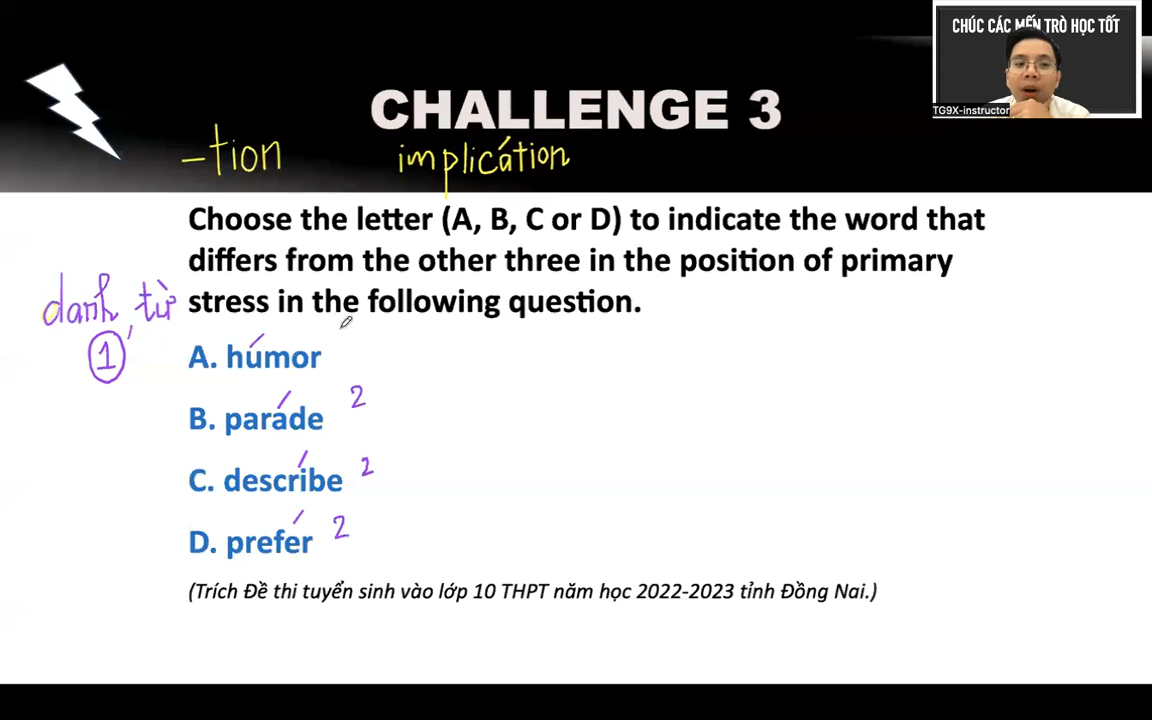 CHÚC CÁC MẾN TRÒ HỌC TỐT
TG9X-instructor
CHALLENGE 3
-tion
implicátion
Choose the letter (A, B, C or D) to indicate the word that
differs from the other three in the position of primary
stress in the following question.
danh từ
1
A. humor
B. parade 2
C. describe 2
D. prefer 2
(Trích Đề thi tuyển sinh vào lớp 10 THPT năm học 2022-2023 tỉnh Đồng Nai.)